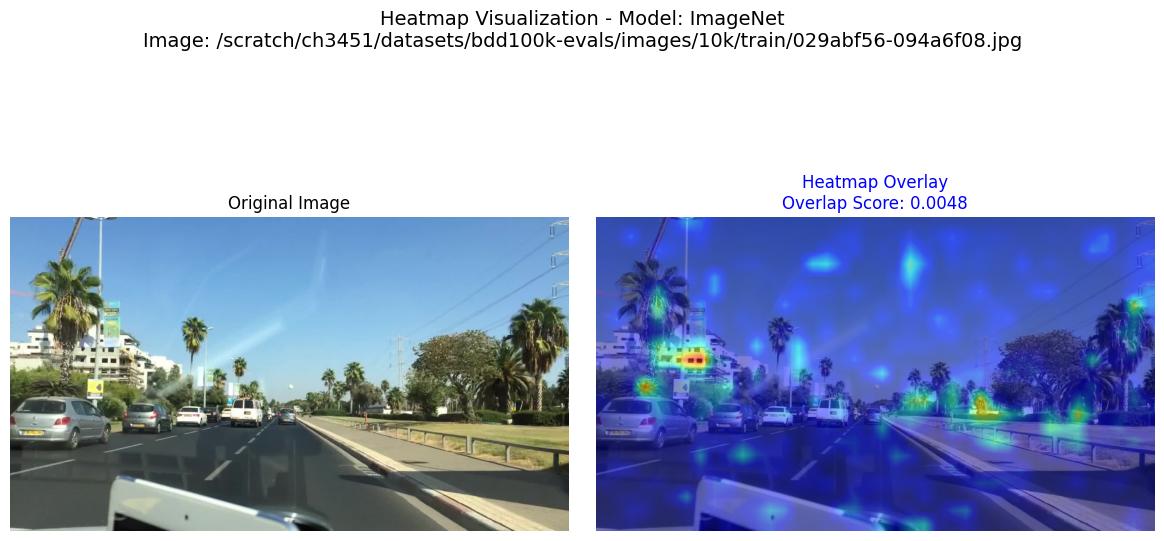 Heatmap Visualization - Model: ImageNet
Image: /scratch/ch3451/datasets/bdd100k-evals/images/10k/train/029abf56-094a6f08.jpg
Original Image
Heatmap Overlay
Overlap Score: 0.0048